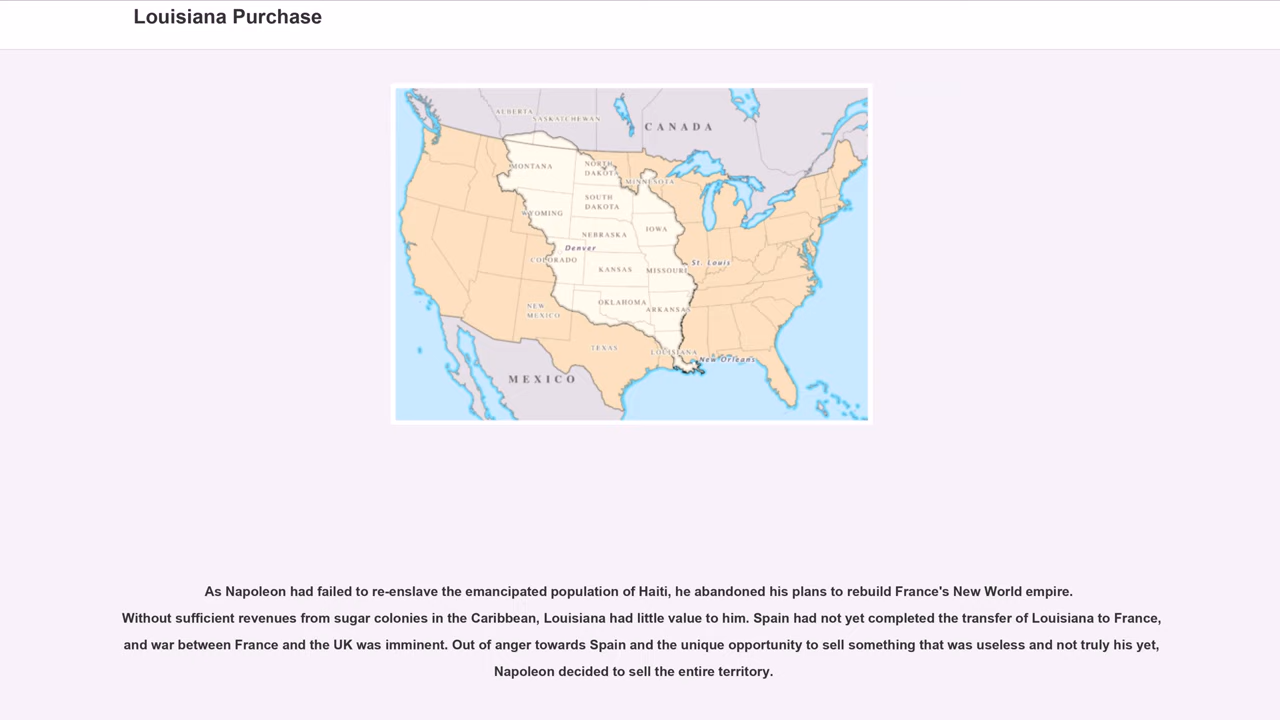 Louisiana Purchase
ALBERTA
SASKATCHEWAN
CANADA
MONTANA
NORTH
DAKOTA
MINNESOTA
SOUTH
DAKOTA
WYOMING
NEBRASKA
IOWA
Denver
COLORADO
St. Louis
KANSAS
MISSOURI
OKLAHOMA
ARKANSAS
NEW
MEXICO
TEXAS
LOUISIANA
New Orleans
MEXICO
As Napoleon had failed to re-enslave the emancipated population of Haiti, he abandoned his plans to rebuild France's New World empire.
Without sufficient revenues from sugar colonies in the Caribbean, Louisiana had little value to him. Spain had not yet completed the transfer of Louisiana to France,
and war between France and the UK was imminent. Out of anger towards Spain and the unique opportunity to sell something that was useless and not truly his yet,
Napoleon decided to sell the entire territory.